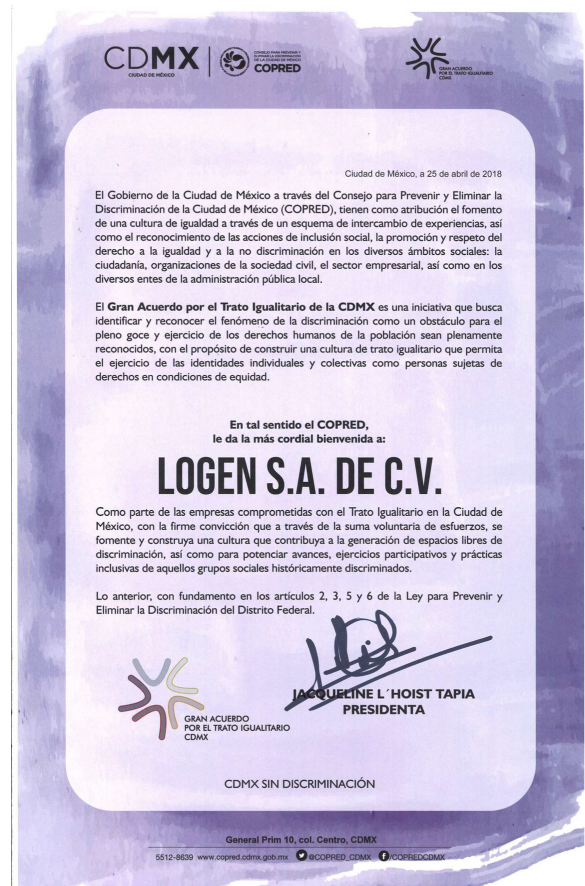 CDMX
CIUDAD DE MÉXICO
CONSEJO PARA PREVENIR Y
ELIMINAR LA DISCRIMINACIÓN
DE LA CIUDAD DE MÉXICO
COPRED
GRAN ACUERDO
POR EL TRATO IGUALITARIO
CDMX
Ciudad de México, a 25 de abril de 2018
El Gobierno de la Ciudad de México a través del Consejo para Prevenir y Eliminar la
Discriminación de la Ciudad de México (COPRED), tienen como atribución el fomento
de una cultura de igualdad a través de un esquema de intercambio de experiencias, así
como el reconocimiento de las acciones de inclusión social, la promoción y respeto del
derecho a la igualdad y a la no discriminación en los diversos ámbitos sociales: la
ciudadanía, organizaciones de la sociedad civil, el sector empresarial, así como en los
diversos entes de la administración pública local.
El Gran Acuerdo por el Trato Igualitario de la CDMX es una iniciativa que busca
identificar y reconocer el fenómeno de la discriminación como un obstáculo para el
pleno goce y ejercicio de los derechos humanos de la población sean plenamente
reconocidos, con el propósito de construir una cultura de trato igualitario que permita
el ejercicio de las identidades individuales y colectivas como personas sujetas de
derechos en condiciones de equidad.
En tal sentido el COPRED,
le da la más cordial bienvenida a:
LOGEN S.A. DE C.V.
Como parte de las empresas comprometidas con el Trato Igualitario en la Ciudad de
México, con la firme convicción que a través de la suma voluntaria de esfuerzos, se
fomente y construya una cultura que contribuya a la generación de espacios libres de
discriminación, así como para potenciar avances, ejercicios participativos y prácticas
inclusivas de aquellos grupos sociales históricamente discriminados.
Lo anterior, con fundamento en los artículos 2, 3, 5 y 6 de la Ley para Prevenir y
Eliminar la Discriminación del Distrito Federal.
JACQUELINE L´HOIST TAPIA
PRESIDENTA
GRAN ACUERDO
POR EL TRATO IGUALITARIO
CDMX
CDMX SIN DISCRIMINACIÓN
General Prim 10, col. Centro, CDMX
5512-8639 www.copred.cdmx.gob.mx @COPRED_CDMX /COPREDCDMX